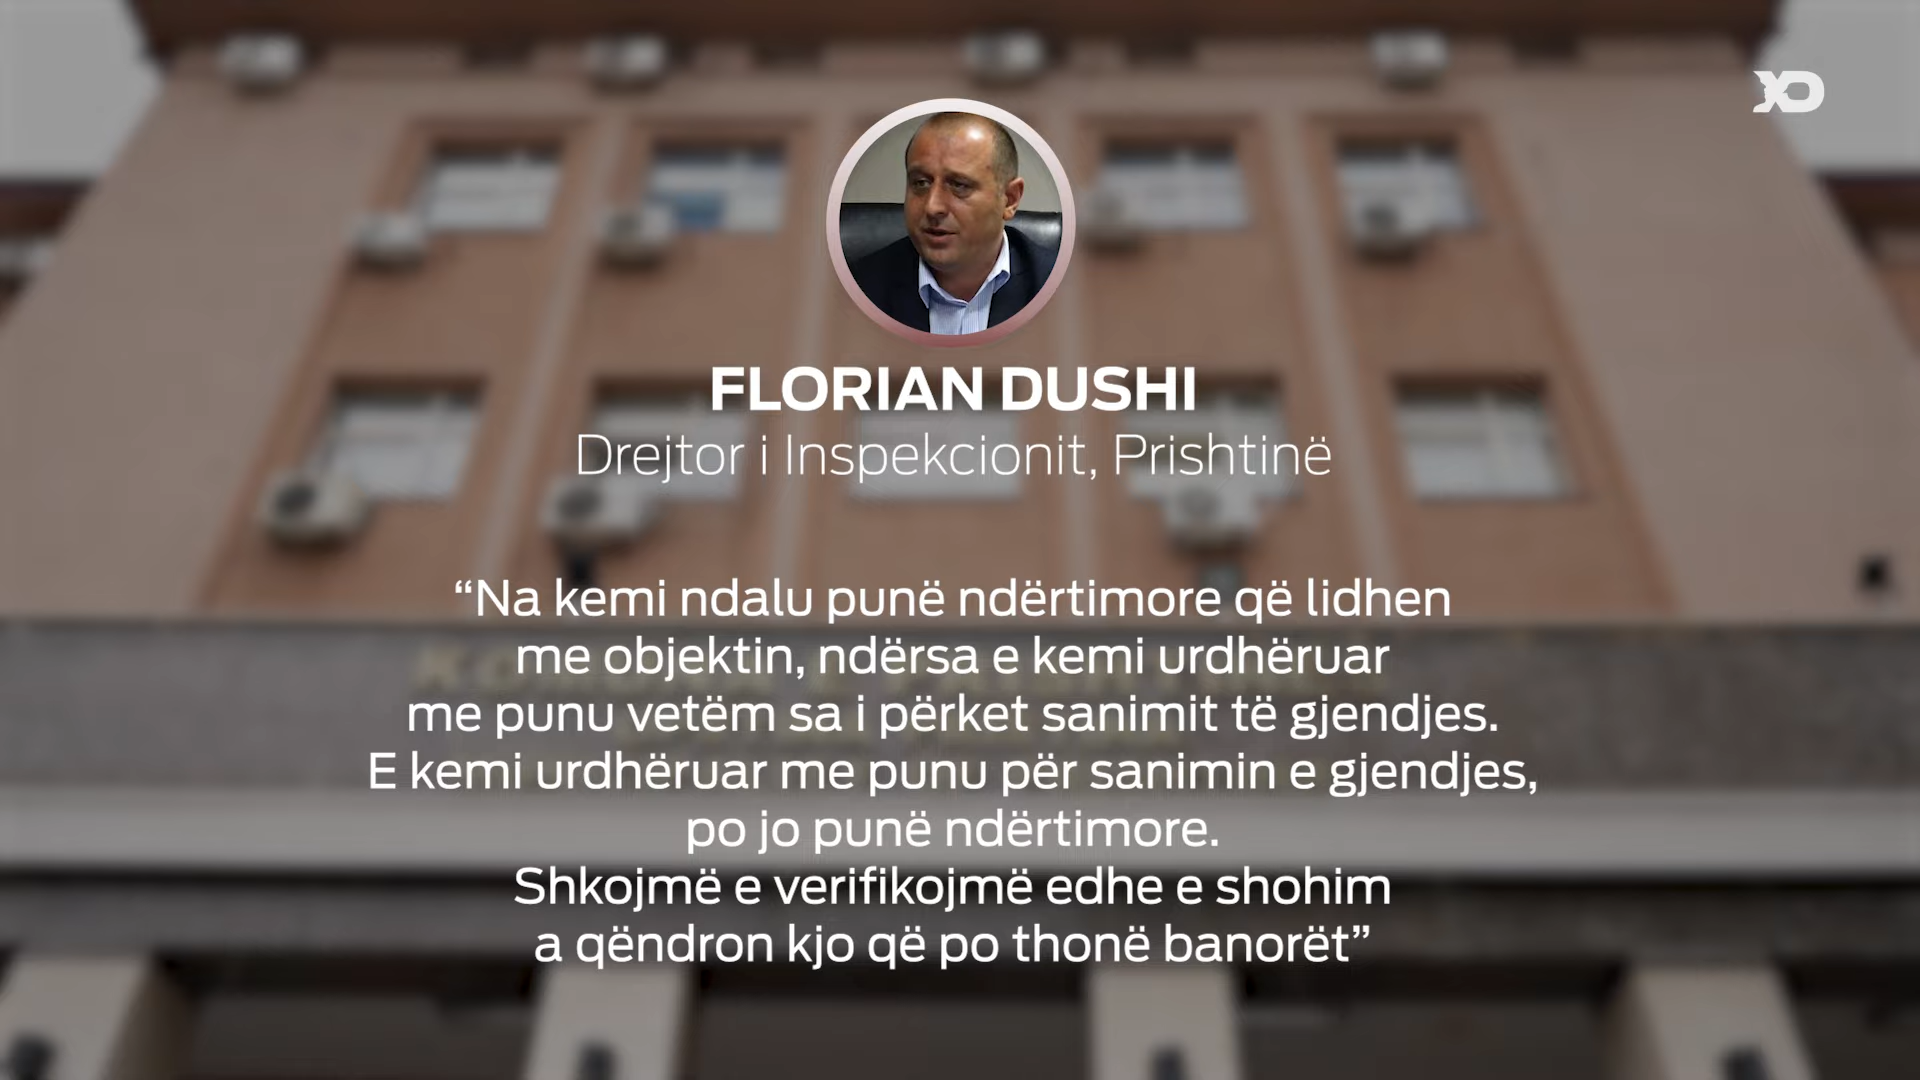 XD
FLORIAN DUSHI
Drejtor i Inspekcionit, Prishtinë
“Na kemi ndalu punë ndërtimore që lidhen
me objektin, ndërsa e kemi urdhëruar
me punu vetëm sa i përket sanimit të gjendjes.
E kemi urdhëruar me punu për sanimin e gjendjes,
po jo punë ndërtimore.
Shkojmë e verifikojmë edhe e shohim
a qëndron kjo që po thonë banorët”